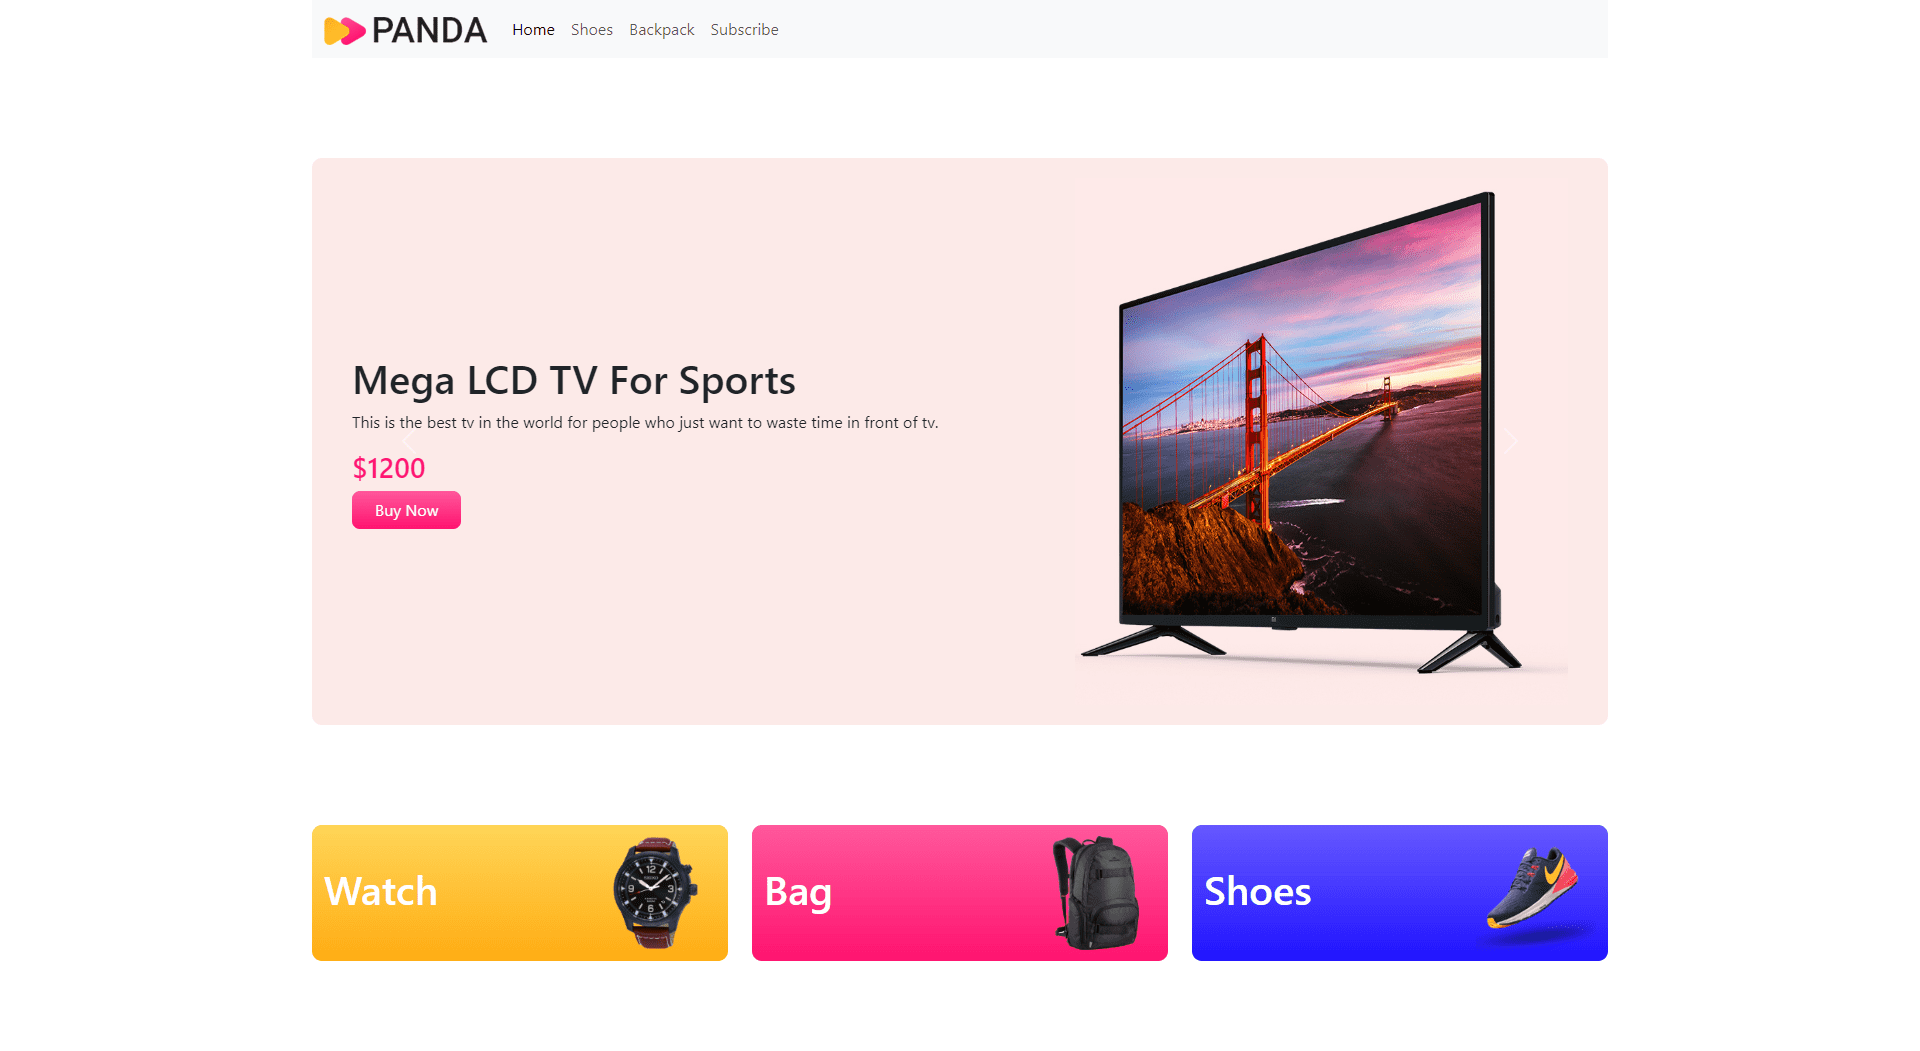 PANDA Home Shoes Backpack Subscribe
Mega LCD TV For Sports
This is the best tv in the world for people who just want to waste time in front of tv.
$1200
Buy Now
Watch
Bag
Shoes